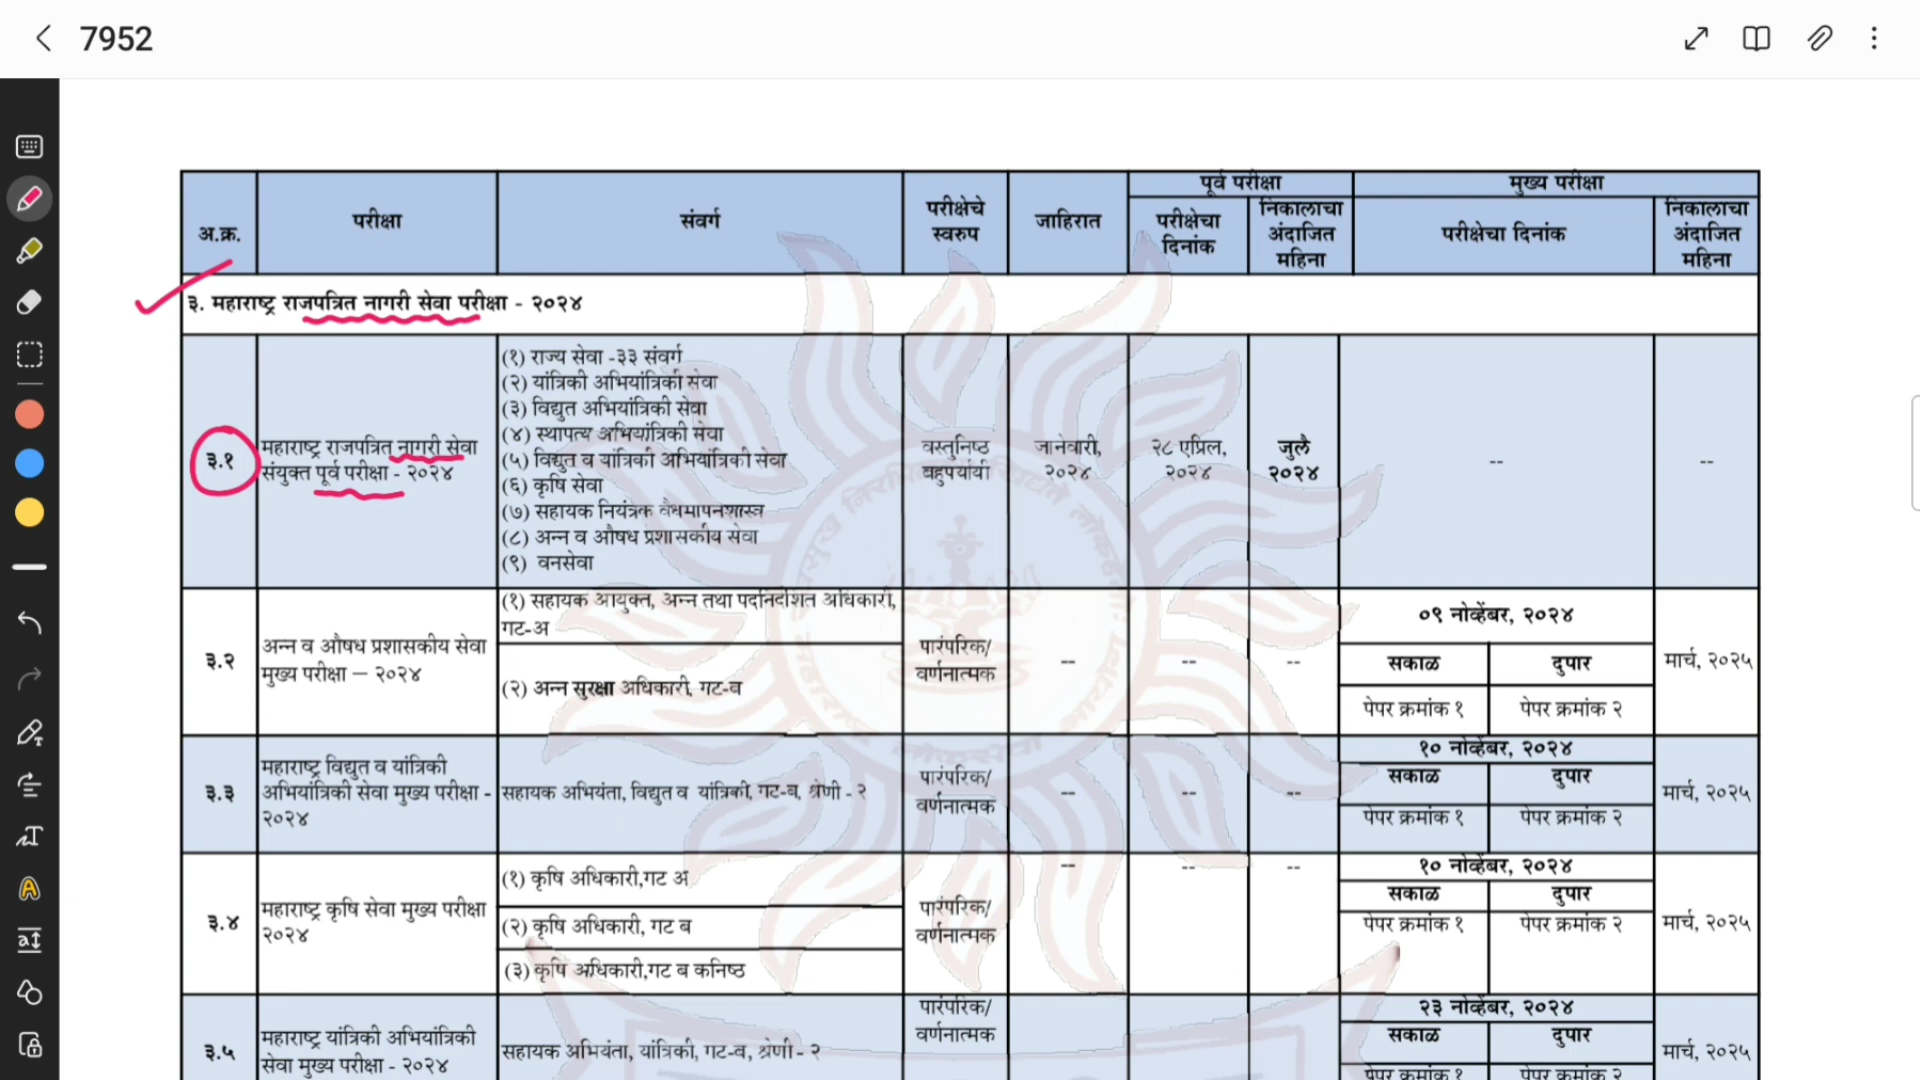 7952
अ.क्र.
परीक्षा
संवर्ग
परीक्षेचे
स्वरुप
जाहिरात
पूर्व परीक्षा
परीक्षेचा
दिनांक
निकालाचा
अंदाजित
महिना
मुख्य परीक्षा
परीक्षेचा दिनांक
निकालाचा
अंदाजित
महिना
३. महाराष्ट्र राजपत्रित नागरी सेवा परीक्षा - २०२४
३.१
महाराष्ट्र राजपत्रित नागरी सेवा
संयुक्त पूर्व परीक्षा - २०२४
(१) राज्य सेवा -३३ संवर्ग
(२) यांत्रिकी अभियांत्रिकी सेवा
(३) विद्युत अभियांत्रिकी सेवा
(४) स्थापत्य अभियांत्रिकी सेवा
(५) विद्युत व यांत्रिकी अभियांत्रिकी सेवा
(६) कृषि सेवा
(७) सहायक नियंत्रक वैधमापनशास्त्र
(८) अन्न व औषध प्रशासकीय सेवा
(९) वनसेवा
वस्तुनिष्ठ
बहुपर्यायी
जानेवारी,
२०२४
२८ एप्रिल,
२०२४
जुलै
२०२४
--
--
३.२
अन्न व औषध प्रशासकीय सेवा
मुख्य परीक्षा – २०२४
(१) सहायक आयुक्त, अन्न तथा पदनिर्देशित अधिकारी,
गट-अ
(२) अन्न सुरक्षा अधिकारी, गट-ब
पारंपरिक/
वर्णनात्मक
--
--
--
०९ नोव्हेंबर, २०२४
सकाळ
दुपार
पेपर क्रमांक १
पेपर क्रमांक २
मार्च, २०२५
३.३
महाराष्ट्र विद्युत व यांत्रिकी
अभियांत्रिकी सेवा मुख्य परीक्षा -
२०२४
सहायक अभियंता, विद्युत व यांत्रिकी, गट-ब, श्रेणी - २
पारंपरिक/
वर्णनात्मक
--
--
--
१० नोव्हेंबर, २०२४
सकाळ
दुपार
पेपर क्रमांक १
पेपर क्रमांक २
मार्च, २०२५
३.४
महाराष्ट्र कृषि सेवा मुख्य परीक्षा
२०२४
(१) कृषि अधिकारी,गट अ
(२) कृषि अधिकारी, गट ब
(३) कृषि अधिकारी,गट ब कनिष्ठ
पारंपरिक/
वर्णनात्मक
--
--
--
१० नोव्हेंबर, २०२४
सकाळ
दुपार
पेपर क्रमांक १
पेपर क्रमांक २
मार्च, २०२५
३.५
महाराष्ट्र यांत्रिकी अभियांत्रिकी
सेवा मुख्य परीक्षा - २०२४
सहायक अभियंता, यांत्रिकी, गट-ब, श्रेणी - २
पारंपरिक/
वर्णनात्मक
२३ नोव्हेंबर, २०२४
सकाळ
दुपार
पेपर क्रमांक १
पेपर क्रमांक २
मार्च, २०२५